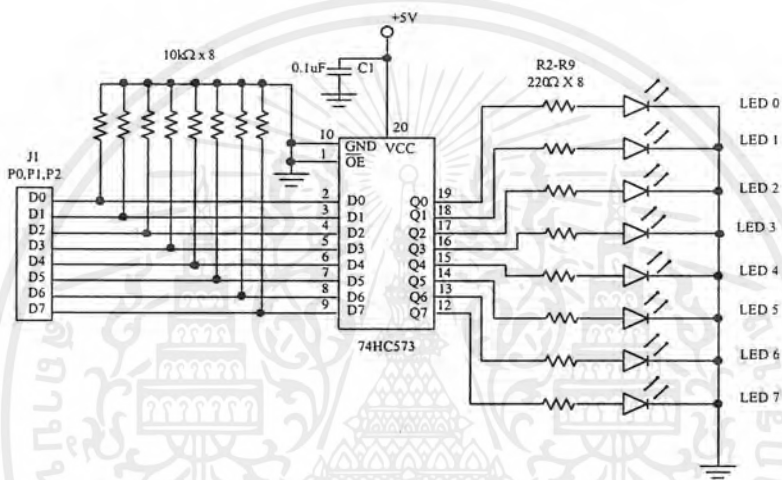 +5V
10kΩ x 8
0.1uF C1
R2-R9
220Ω X 8
J1
P0,P1,P2
D0
D1
D2
D3
D4
D5
D6
D7
10 GND
1 OE
20
VCC
2 D0
3 D1
4 D2
5 D3
6 D4
7 D5
8 D6
9 D7
Q0 19
Q1 18
Q2 17
Q3 16
Q4 15
Q5 14
Q6 13
Q7 12
74HC573
LED 0
LED 1
LED 2
LED 3
LED 4
LED 5
LED 6
LED 7